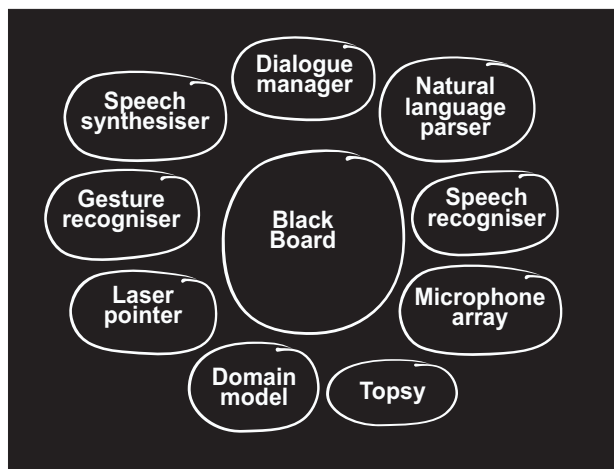 Dialogue
manager
Natural
language
parser
Speech
synthesiser
Gesture
recogniser
Black
Board
Speech
recogniser
Laser
pointer
Microphone
array
Domain
model
Topsy